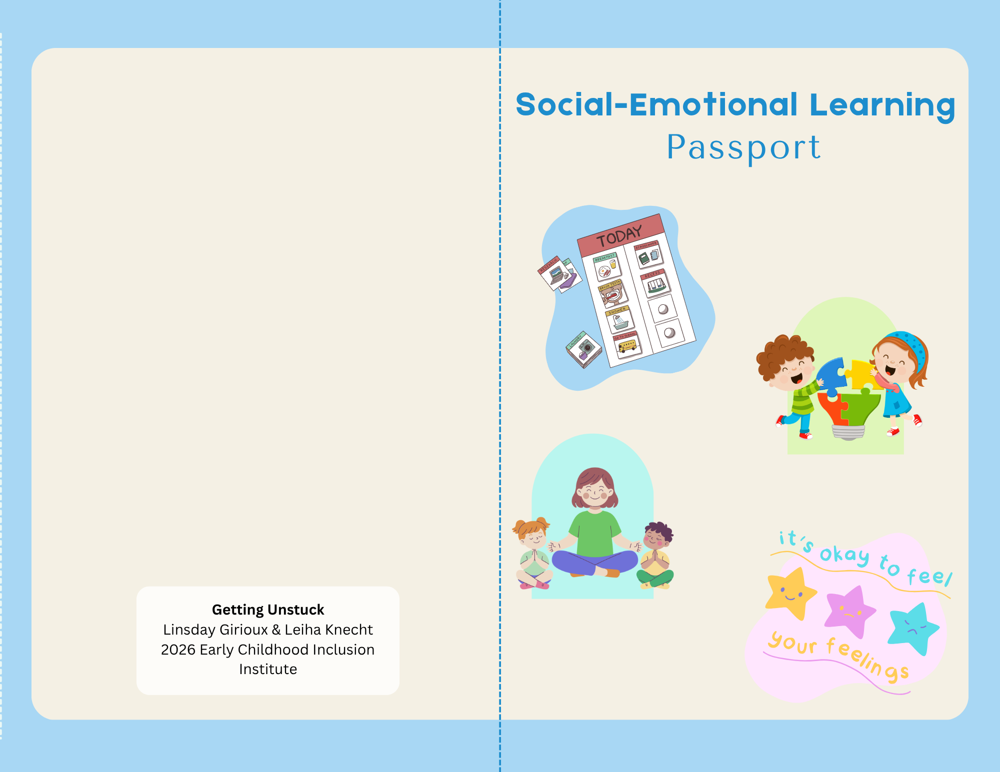 Social-Emotional Learning
Passport
TODAY
BREAKFAST
SCHOOLWORK
RESEARCH
BRUSH TEETH
RECESS
SHOWER
GO TO SCHOOL
LAUNDRY
it's okay to feel
your feelings
Getting Unstuck
Linsday Girioux & Leiha Knecht
2026 Early Childhood Inclusion
Institute